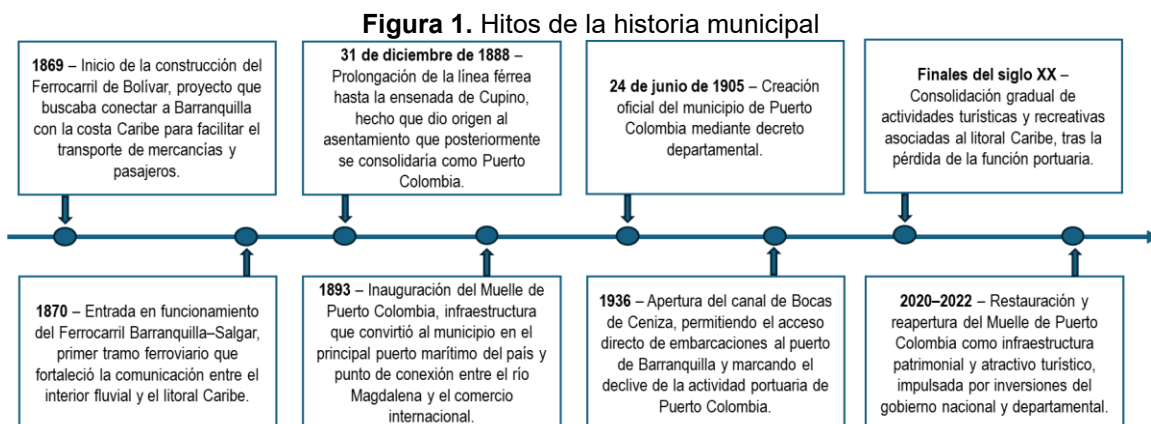 Figura 1. Hitos de la historia municipal
1869 – Inicio de la construcción del
Ferrocarril de Bolívar, proyecto que
buscaba conectar a Barranquilla
con la costa Caribe para facilitar el
transporte de mercancías y
pasajeros.
31 de diciembre de 1888 –
Prolongación de la línea férrea
hasta la ensenada de Cupino,
hecho que dio origen al
asentamiento que posteriormente
se consolidaría como Puerto
Colombia.
24 de junio de 1905 – Creación
oficial del municipio de Puerto
Colombia mediante decreto
departamental.
Finales del siglo XX –
Consolidación gradual de
actividades turísticas y recreativas
asociadas al litoral Caribe, tras la
pérdida de la función portuaria.
1870 – Entrada en funcionamiento
del Ferrocarril Barranquilla–Salgar,
primer tramo ferroviario que
fortaleció la comunicación entre el
interior fluvial y el litoral Caribe.
1893 – Inauguración del Muelle de
Puerto Colombia, infraestructura
que convirtió al municipio en el
principal puerto marítimo del país y
punto de conexión entre el río
Magdalena y el comercio
internacional.
1936 – Apertura del canal de Bocas
de Ceniza, permitiendo el acceso
directo de embarcaciones al puerto
de Barranquilla y marcando el
declive de la actividad portuaria de
Puerto Colombia.
2020–2022 – Restauración y
reapertura del Muelle de Puerto
Colombia como infraestructura
patrimonial y atractivo turístico,
impulsada por inversiones del
gobierno nacional y departamental.